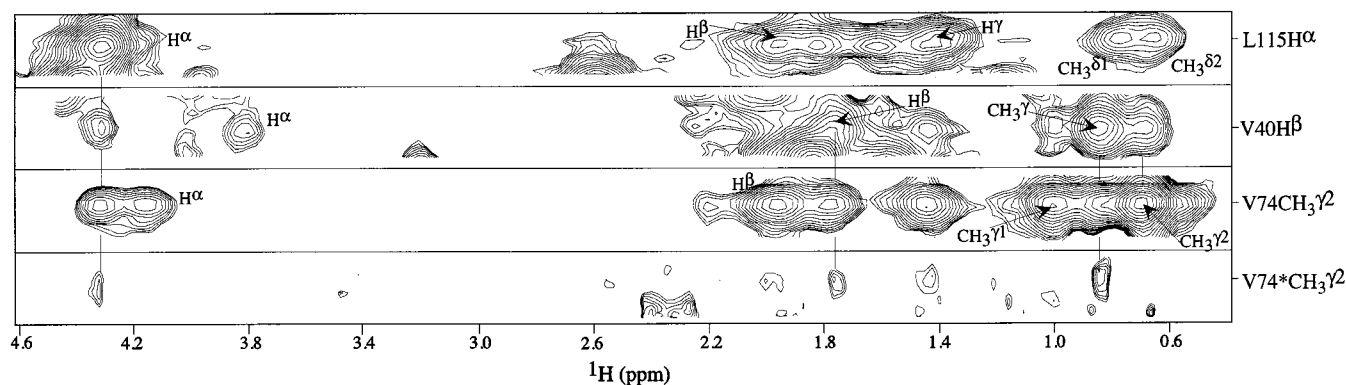 Hα
Hβ
Hγ
CH₃δ1
CH₃δ2
L115Hα
Hα
Hβ
CH₃γ
V40Hβ
Hα
Hβ
CH₃γ1
CH₃γ2
V74CH₃γ2
V74*CH₃γ2
4.6 4.2 3.8 3.4 3.0 2.6 2.2 1.8 1.4 1.0 0.6
¹H (ppm)